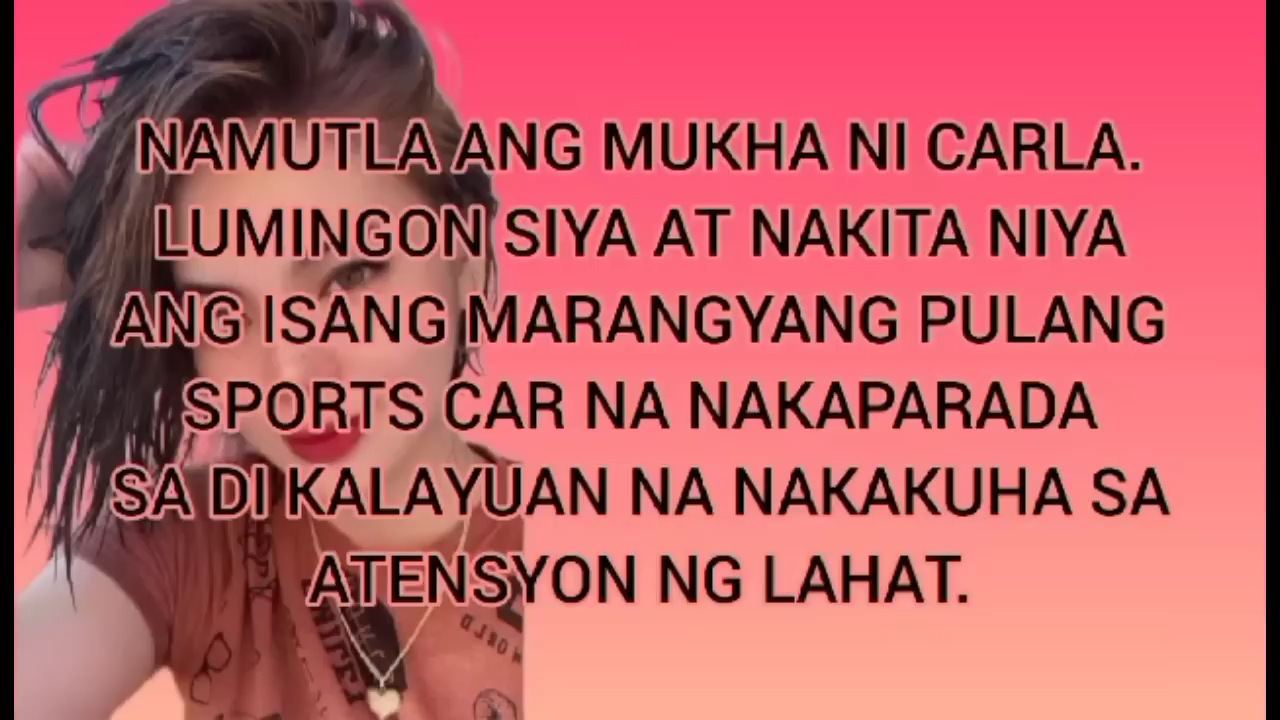 NAMUTLA ANG MUKHA NI CARLA.
LUMINGON SIYA AT NAKITA NIYA
ANG ISANG MARANGYANG PULANG
SPORTS CAR NA NAKAPARADA
SA DI KALAYUAN NA NAKAKUHA SA
ATENSYON NG LAHAT.